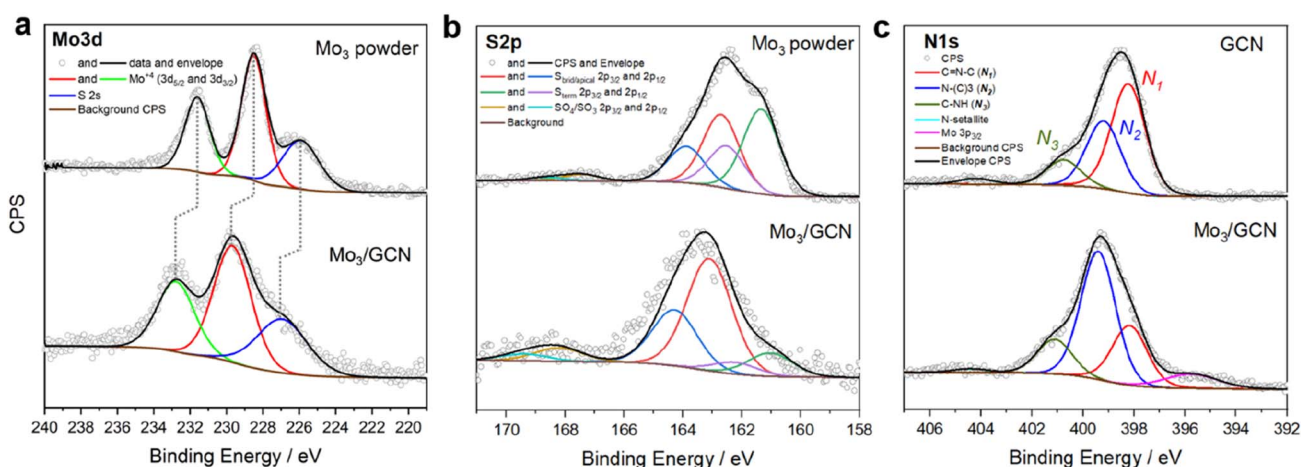 a
Mo3d
Mo₃ powder
and data and envelope
and Mo⁺⁴ (3d₅/₂ and 3d₃/₂)
S 2s
Background CPS
Mo₃/GCN
CPS
240 238 236 234 232 230 228 226 224 222 220
Binding Energy / eV
b
S2p
Mo₃ powder
and CPS and Envelope
and S brid/apical 2p₃/₂ and 2p₁/₂
and S term 2p₃/₂ and 2p₁/₂
and SO₄/SO₃ 2p₃/₂ and 2p₁/₂
Background
Mo₃/GCN
170 168 166 164 162 160 158
Binding Energy / eV
c
N1s
GCN
CPS
C=N-C (N₁)
N-(C)3 (N₂)
C-NH (N₃)
N-setallite
Mo 3p₃/₂
Background CPS
Envelope CPS
N₁
N₂
N₃
Mo₃/GCN
406 404 402 400 398 396 394 392
Binding Energy / eV